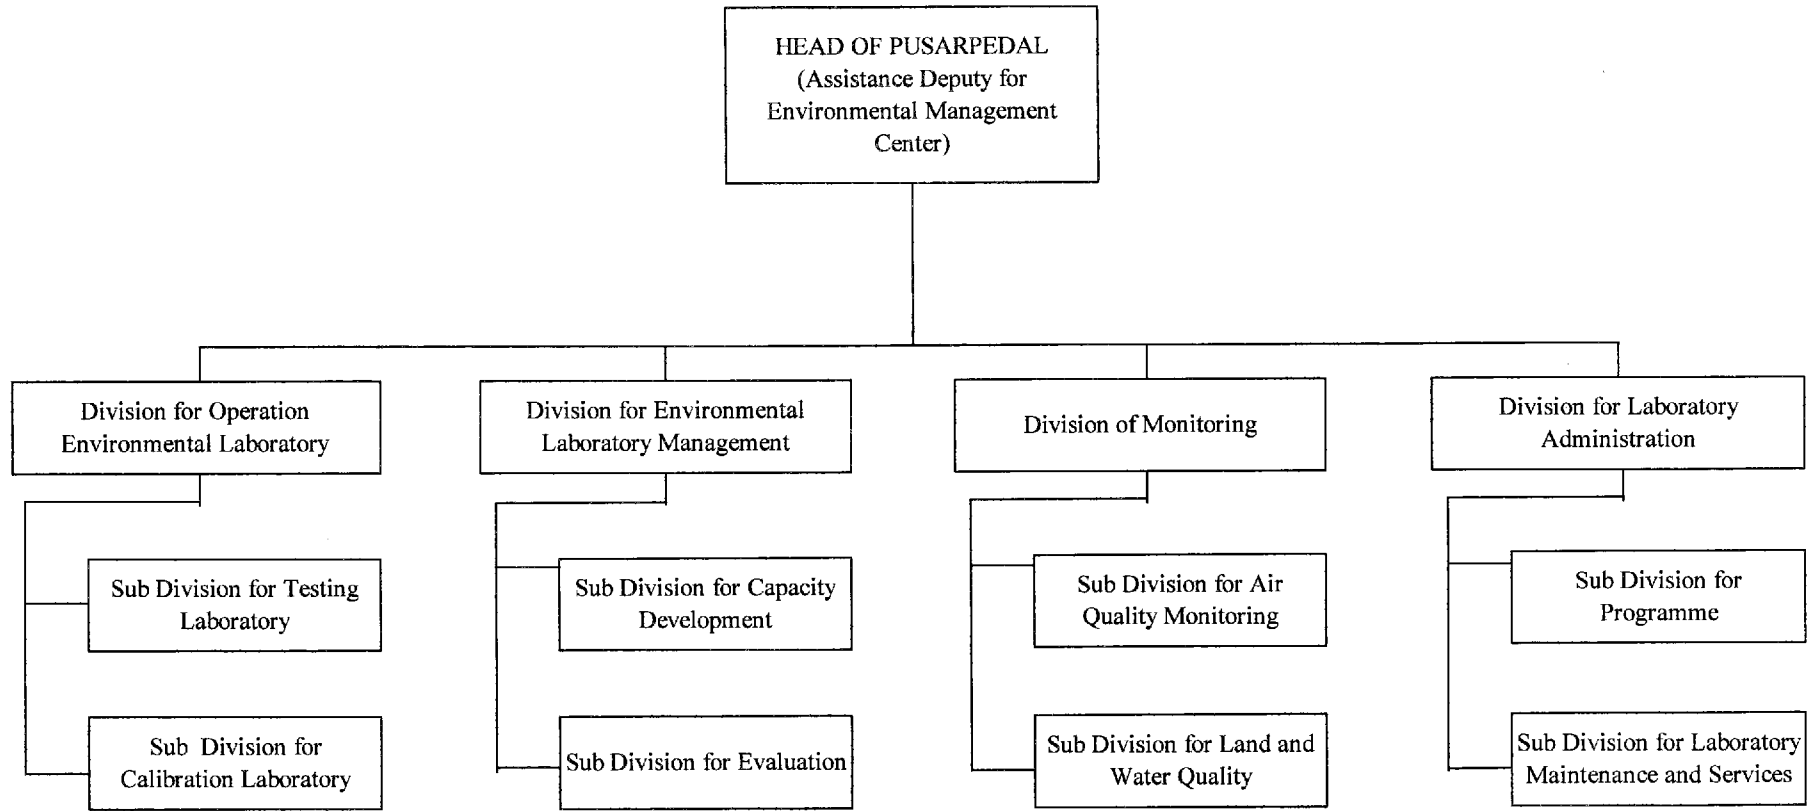 HEAD OF PUSARPEDAL
(Assistance Deputy for
Environmental Management
Center)
Division for Operation
Environmental Laboratory
Division for Environmental
Laboratory Management
Division of Monitoring
Division for Laboratory
Administration
Sub Division for Testing
Laboratory
Sub Division for Capacity
Development
Sub Division for Air
Quality Monitoring
Sub Division for
Programme
Sub Division for
Calibration Laboratory
Sub Division for Evaluation
Sub Division for Land and
Water Quality
Sub Division for Laboratory
Maintenance and Services